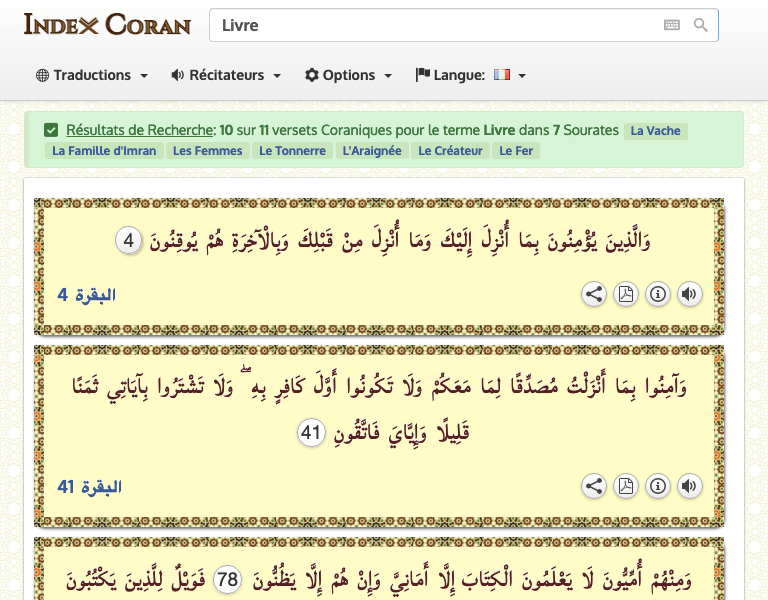 INDEX CORAN
Livre
Traductions Récitateurs Options Langue:
Résultats de Recherche: 10 sur 11 versets Coraniques pour le terme Livre dans 7 Sourates La Vache
La Famille d'Imran Les Femmes Le Tonnerre L'Araignée Le Créateur Le Fer
وَالَّذِينَ يُؤْمِنُونَ بِمَا أُنْزِلَ إِلَيْكَ وَمَا أُنْزِلَ مِنْ قَبْلِكَ وَبِالْآخِرَةِ هُمْ يُوقِنُونَ 4
البقرة 4
وَآمِنُوا بِمَا أَنْزَلْتُ مُصَدِّقًا لِمَا مَعَكُمْ وَلَا تَكُونُوا أَوَّلَ كَافِرٍ بِهِ ۖ وَلَا تَشْتَرُوا بِآيَاتِي ثَمَنًا
قَلِيلًا وَإِيَّايَ فَاتَّقُونِ 41
البقرة 41
وَمِنْهُمْ أُمِّيُّونَ لَا يَعْلَمُونَ الْكِتَابَ إِلَّا أَمَانِيَّ وَإِنْ هُمْ إِلَّا يَظُنُّونَ 78 فَوَيْلٌ لِلَّذِينَ يَكْتُبُونَ